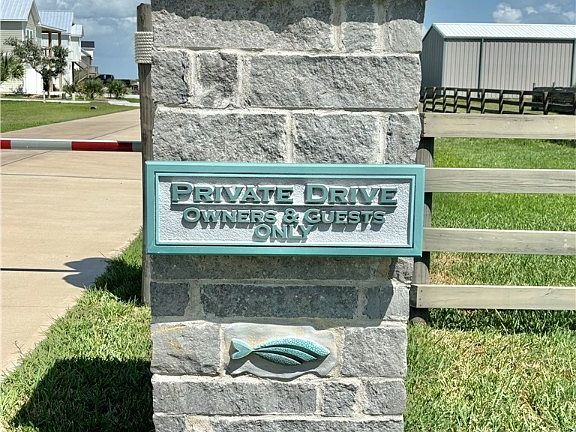 Private Drive
Owners & Guests
ONLY